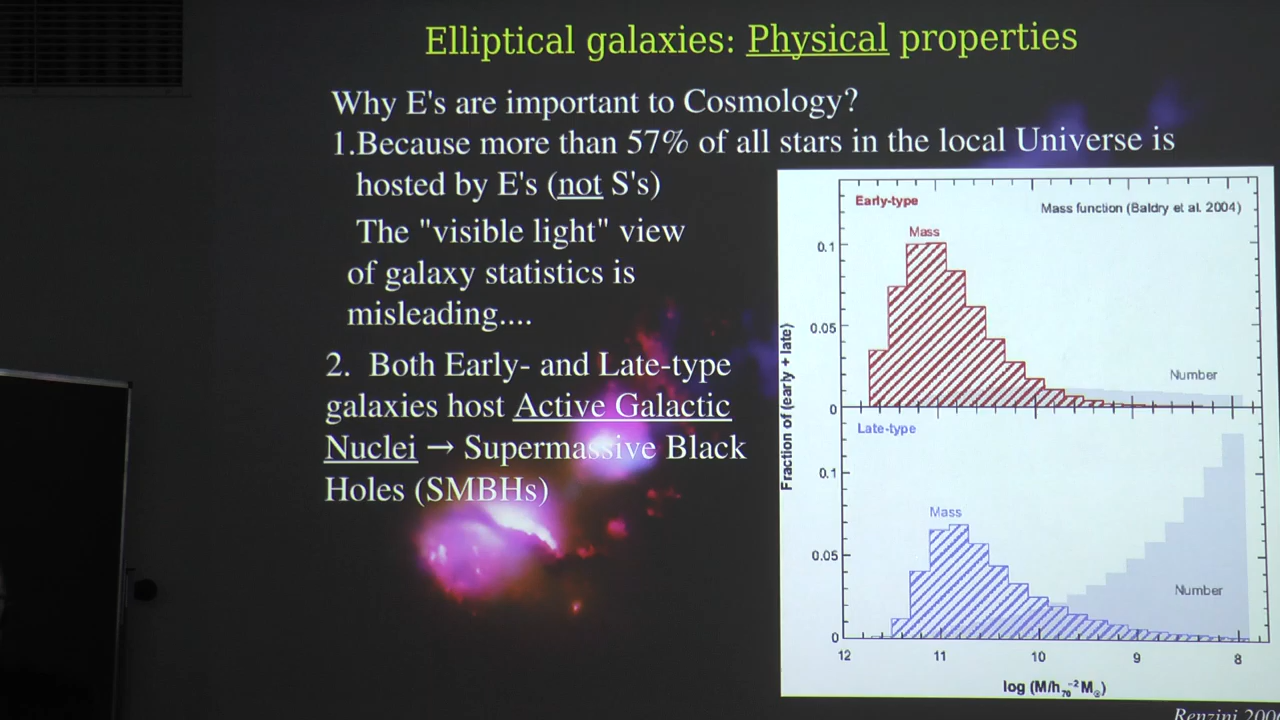 Elliptical galaxies: Physical properties
Why E's are important to Cosmology?
1.Because more than 57% of all stars in the local Universe is
hosted by E's (not S's)
The "visible light" view
of galaxy statistics is
misleading....
2. Both Early- and Late-type
galaxies host Active Galactic
Nuclei → Supermassive Black
Holes (SMBHs)
Early-type
Mass function (Baldry et al. 2004)
Mass
0.1
0.05
Number
0
Fraction of (early + late)
Late-type
0.1
Mass
0.05
Number
0
12 11 10 9 8
log (M/h₇₀⁻²M☉)
Renzini